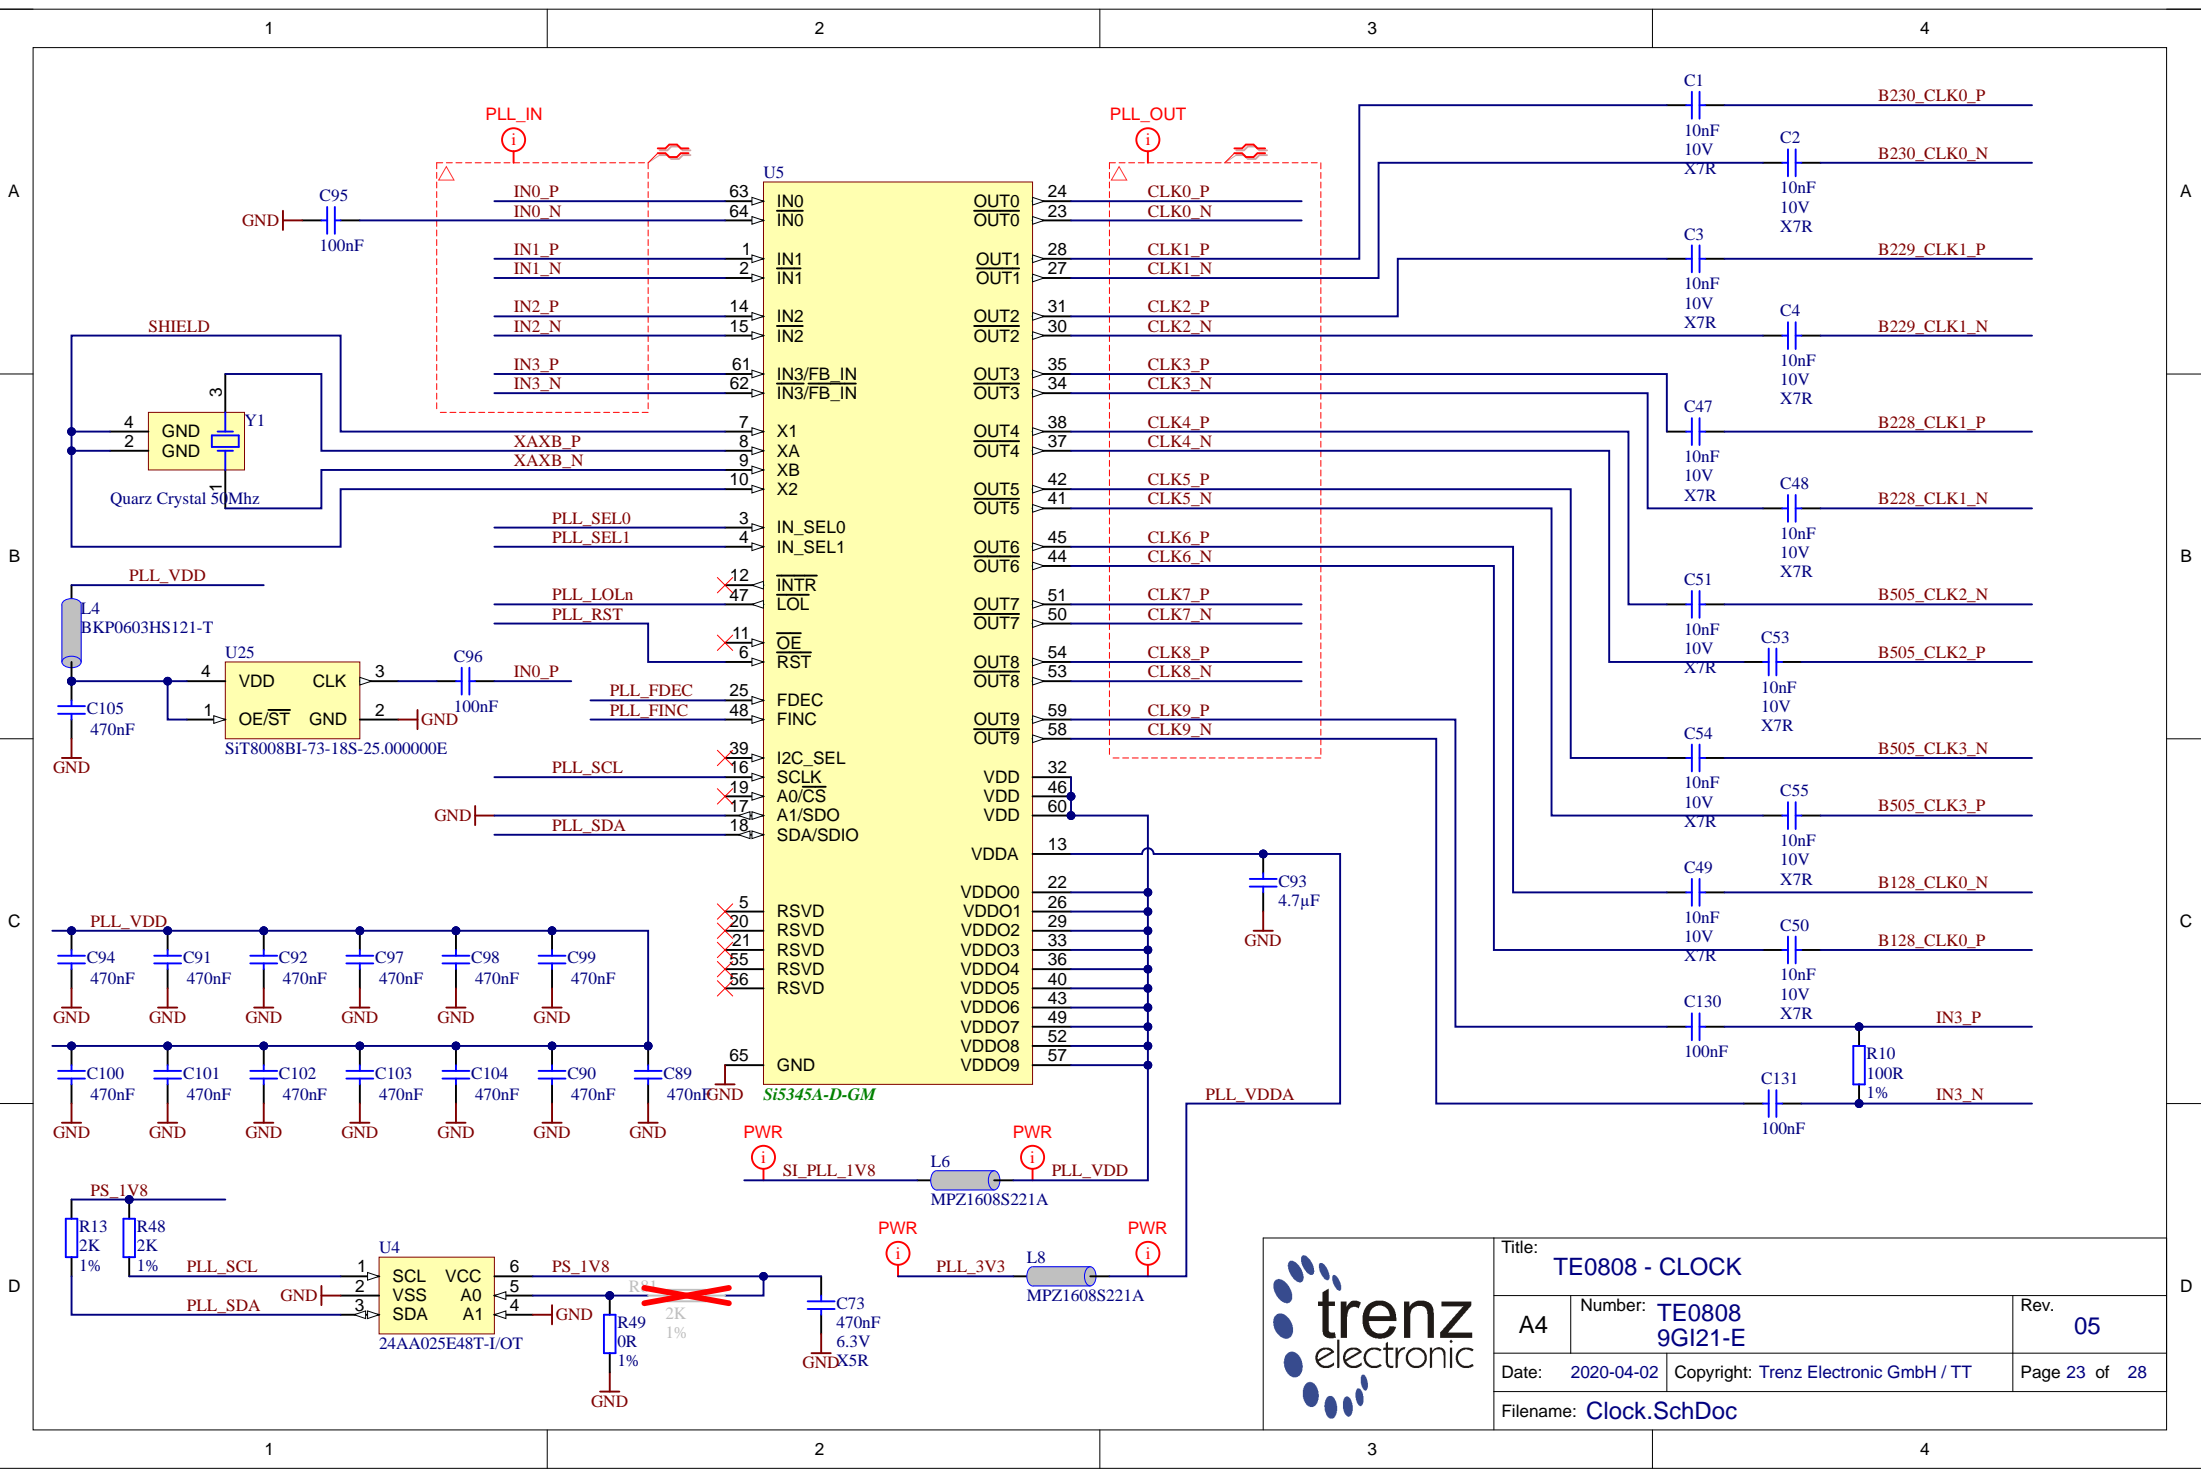 1 2 3 4
A
B
C
D
A
B
C
D
1 2 3 4
PLL_IN
i
PLL_OUT
i
C95
GND
100nF
IN0_P
IN0_N
IN1_P
IN1_N
IN2_P
IN2_N
IN3_P
IN3_N
SHIELD
XAXB_P
XAXB_N
3
4 GND
2 GND
Y1
1
Quarz Crystal 50Mhz
PLL_SEL0
PLL_SEL1
PLL_LOLn
PLL_RST
PLL_FDEC
PLL_FINC
PLL_SCL
GND
PLL_SDA
PLL_VDD
L4
BKP0603HS121-T
U25
4 VDD CLK 3
1 OE/ST GND 2
GND
SiT8008BI-73-18S-25.000000E
C96
100nF
IN0_P
C105
470nF
GND
U5
63 IN0
64 IN0
1 IN1
2 IN1
14 IN2
15 IN2
61 IN3/FB_IN
62 IN3/FB_IN
7 X1
8 XA
9 XB
10 X2
3 IN_SEL0
4 IN_SEL1
12 INTR
47 LOL
11 OE
6 RST
25 FDEC
48 FINC
39 I2C_SEL
16 SCLK
19 A0/CS
17 A1/SDO
18 SDA/SDIO
5 RSVD
20 RSVD
21 RSVD
55 RSVD
56 RSVD
65 GND
GND
Si5345A-D-GM
OUT0 24 CLK0_P
OUT0 23 CLK0_N
OUT1 28 CLK1_P
OUT1 27 CLK1_N
OUT2 31 CLK2_P
OUT2 30 CLK2_N
OUT3 35 CLK3_P
OUT3 34 CLK3_N
OUT4 38 CLK4_P
OUT4 37 CLK4_N
OUT5 42 CLK5_P
OUT5 41 CLK5_N
OUT6 45 CLK6_P
OUT6 44 CLK6_N
OUT7 51 CLK7_P
OUT7 50 CLK7_N
OUT8 54 CLK8_P
OUT8 53 CLK8_N
OUT9 59 CLK9_P
OUT9 58 CLK9_N
VDD 32
VDD 46
VDD 60
VDDA 13
VDDO0 22
VDDO1 26
VDDO2 29
VDDO3 33
VDDO4 36
VDDO5 40
VDDO6 43
VDDO7 49
VDDO8 52
VDDO9 57
C93
4.7µF
GND
C1
10nF
10V
X7R
B230_CLK0_P
C2
10nF
10V
X7R
B230_CLK0_N
C3
10nF
10V
X7R
B229_CLK1_P
C4
10nF
10V
X7R
B229_CLK1_N
C47
10nF
10V
X7R
B228_CLK1_P
C48
10nF
10V
X7R
B228_CLK1_N
C51
10nF
10V
X7R
B505_CLK2_N
C53
10nF
10V
X7R
B505_CLK2_P
C54
10nF
10V
X7R
B505_CLK3_N
C55
10nF
10V
X7R
B505_CLK3_P
C49
10nF
10V
X7R
B128_CLK0_N
C50
10nF
10V
X7R
B128_CLK0_P
C130
100nF
IN3_P
R10
100R
1%
C131
100nF
IN3_N
PLL_VDD
C94 C91 C92 C97 C98 C99
470nF 470nF 470nF 470nF 470nF 470nF
GND GND GND GND GND GND
C100 C101 C102 C103 C104 C90 C89
470nF 470nF 470nF 470nF 470nF 470nF 470nF
GND GND GND GND GND GND GND
PWR
i
SI_PLL_1V8
L6
MPZ1608S221A
PWR
i
PLL_VDD
PLL_VDDA
PWR
i
PLL_3V3
L8
MPZ1608S221A
PWR
i
PS_1V8
R13
2K
1%
R48
2K
1%
PLL_SCL
GND
PLL_SDA
U4
1 SCL VCC 6
2 VSS A0 5
3 SDA A1 4
24AA025E48T-I/OT
PS_1V8
GND
R81
2K
1%
R49
0R
1%
GND
C73
470nF
6.3V
X5R
GND
trenz
electronic
Title:
TE0808 - CLOCK
A4
Number: TE0808
9GI21-E
Rev.
05
Date: 2020-04-02 Copyright: Trenz Electronic GmbH / TT Page 23 of 28
Filename: Clock.SchDoc